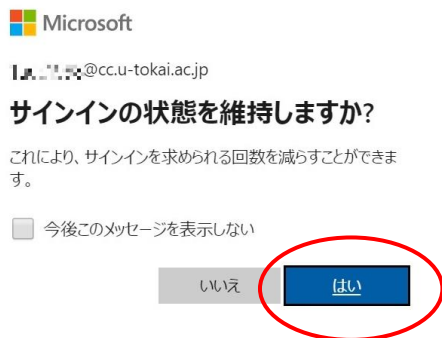 Microsoft
@cc.u-tokai.ac.jp
サインインの状態を維持しますか?
これにより、サインインを求められる回数を減らすことができま
す。
今後このメッセージを表示しない
いいえ
はい